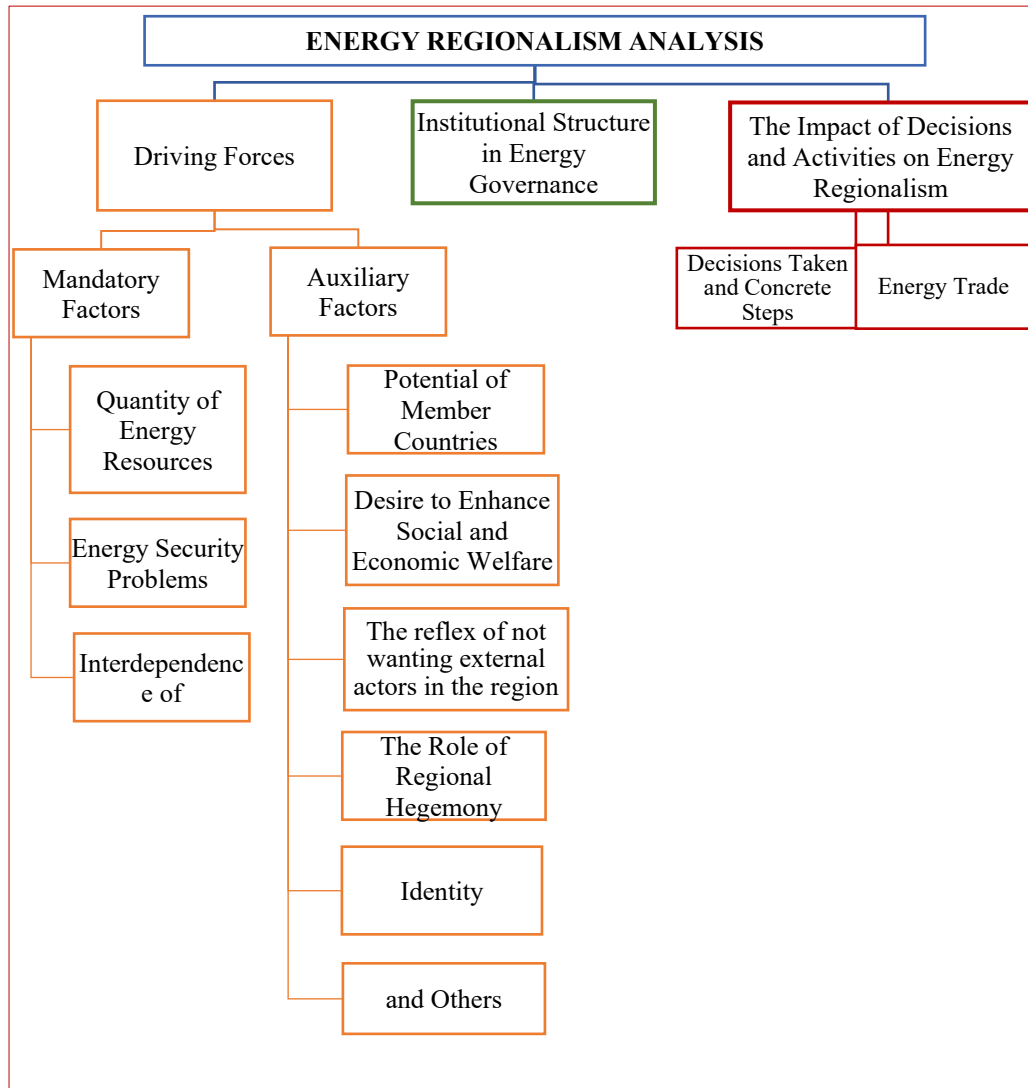 ENERGY REGIONALISM ANALYSIS
Driving Forces
Institutional Structure
in Energy
Governance
The Impact of Decisions
and Activities on Energy
Regionalism
Mandatory
Factors
Auxiliary
Factors
Decisions Taken
and Concrete
Steps
Energy Trade
Quantity of
Energy
Resources
Energy Security
Problems
Interdependenc
e of
Potential of
Member
Countries
Desire to Enhance
Social and
Economic Welfare
The reflex of not
wanting external
actors in the region
The Role of
Regional
Hegemony
Identity
and Others